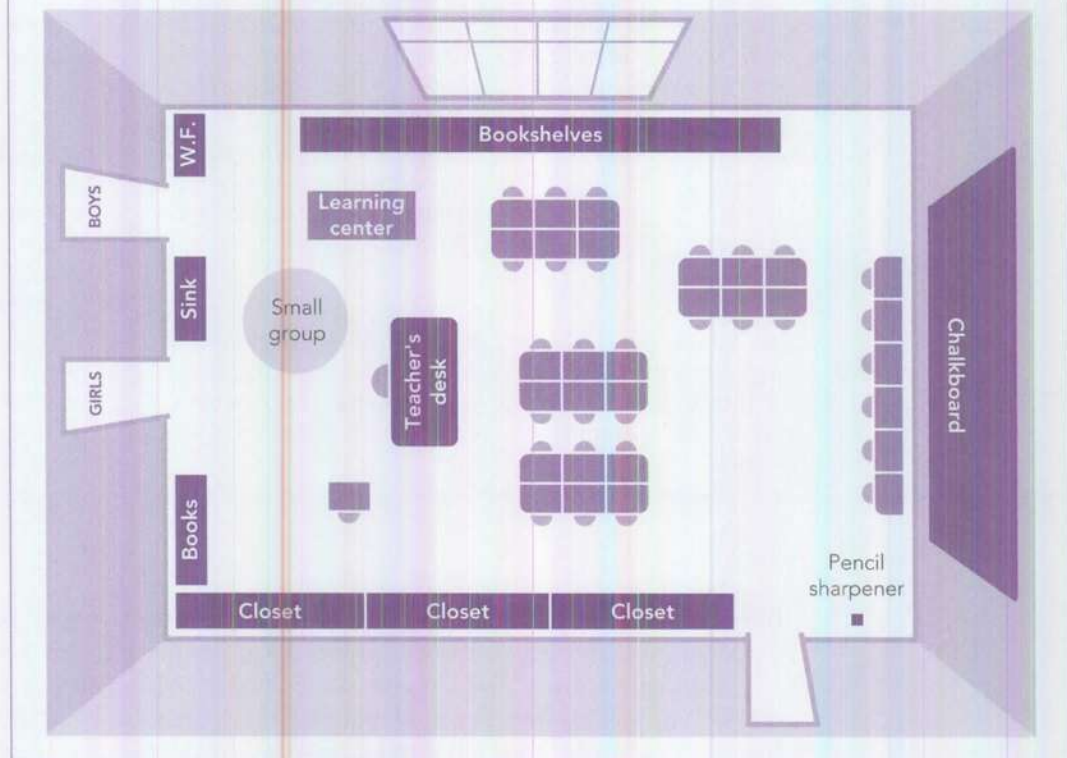 W.F.
Bookshelves
BOYS
Learning
center
Sink
Small
group
Teacher's
desk
Chalkboard
GIRLS
Books
Pencil
sharpener
Closet
Closet
Closet